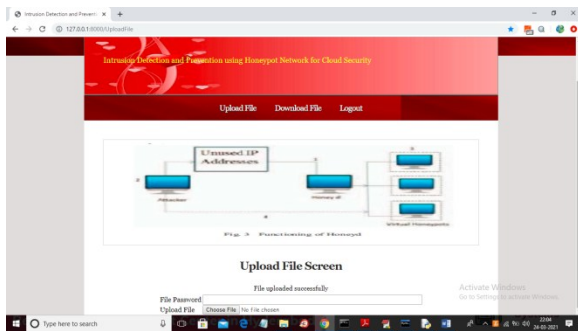 Intrusion Detection and Preventi
127.0.0.1:8000/UploadFile
Intrusion Detection and Prevention using Honeypot Network for Cloud Security
Upload File Download File Logout
Unused IP
Addresses
Attacker
Virtual Honeypots
Fig. 3 Functioning of Honeyd
Upload File Screen
File uploaded successfully
Activate Windows
Go to Settings to activate Windows.
File Password
Upload File Choose File No file chosen
Type here to search
22:04
24-03-2021